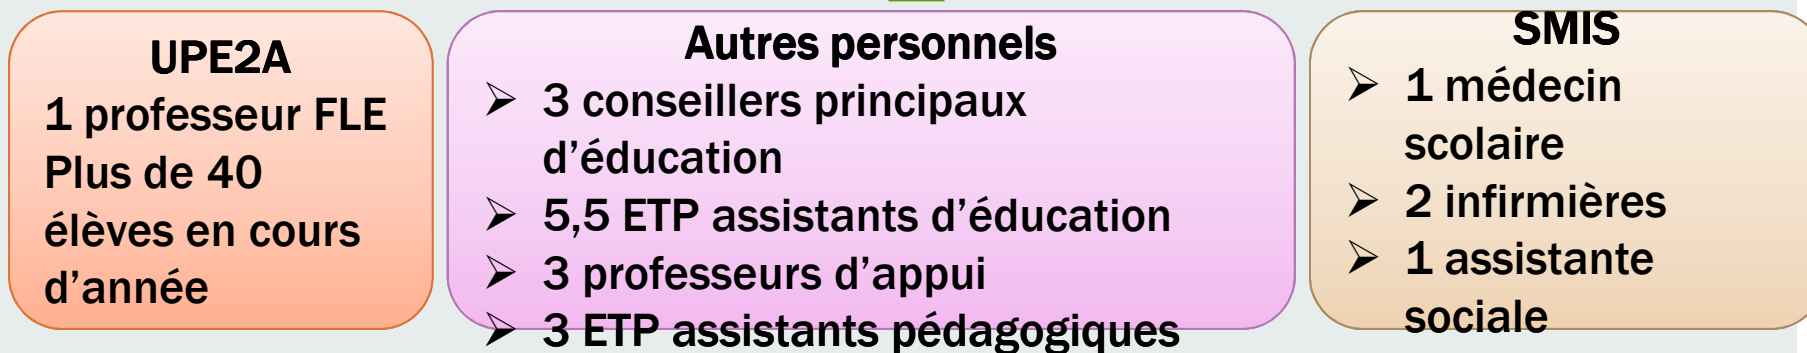 UPE2A
1 professeur FLE
Plus de 40
élèves en cours
d’année
Autres personnels
➢ 3 conseillers principaux
d’éducation
➢ 5,5 ETP assistants d’éducation
➢ 3 professeurs d’appui
➢ 3 ETP assistants pédagogiques
SMIS
➢ 1 médecin
scolaire
➢ 2 infirmières
➢ 1 assistante
sociale